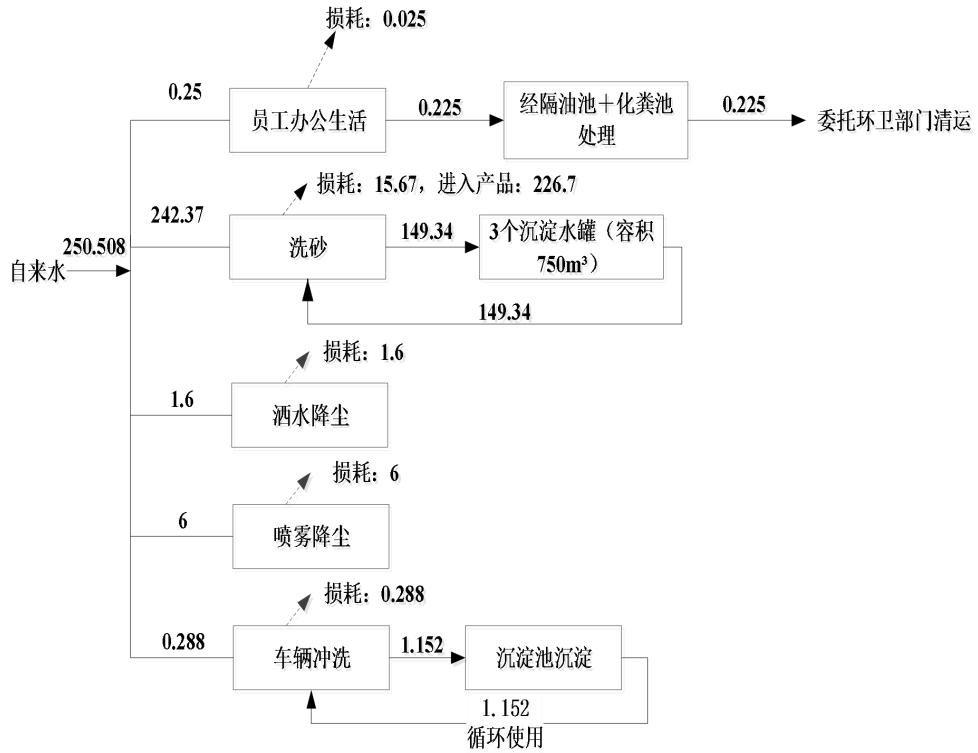 损耗：0.025
0.25
员工办公生活
0.225
经隔油池＋化粪池
处理
0.225
委托环卫部门清运
损耗：15.67，进入产品：226.7
242.37
洗砂
149.34
3个沉淀水罐（容积
750m³）
149.34
250.508
自来水
损耗：1.6
1.6
洒水降尘
损耗：6
6
喷雾降尘
损耗：0.288
0.288
车辆冲洗
1.152
沉淀池沉淀
1.152
循环使用